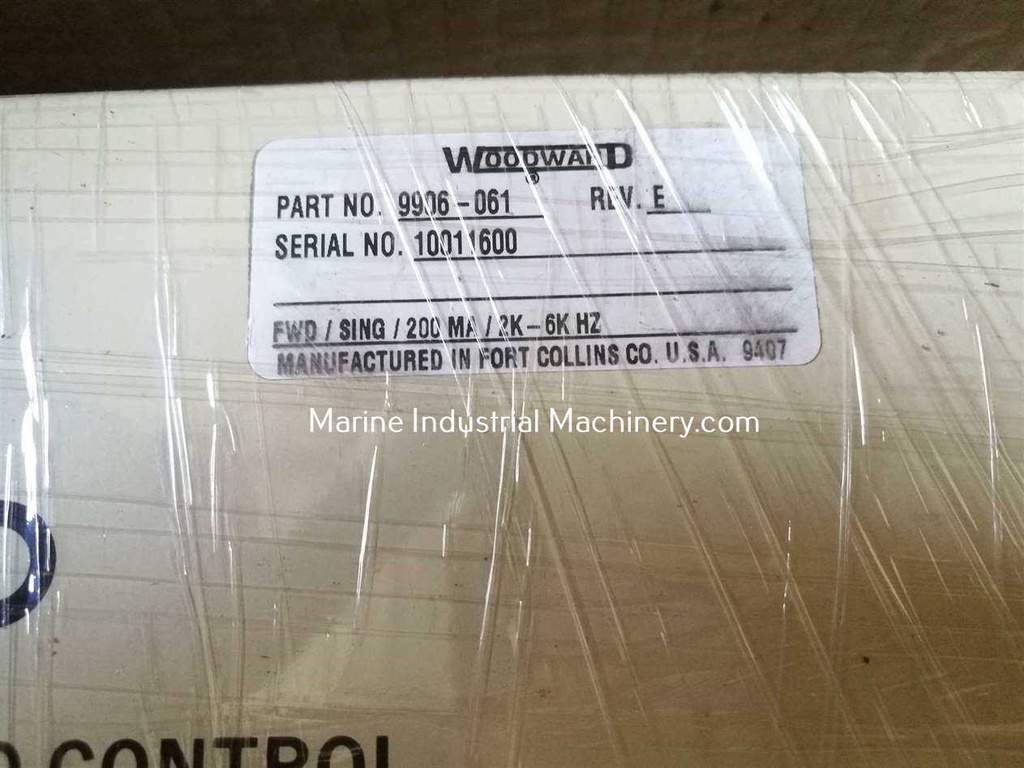 WOODWARD
®
PART NO. 9906-061 REV. E
SERIAL NO. 10011600
FWD / SING / 200 MA / 2K-6K HZ
MANUFACTURED IN FORT COLLINS CO. U.S.A. 9407
Marine Industrial Machinery.com
D CONTROL